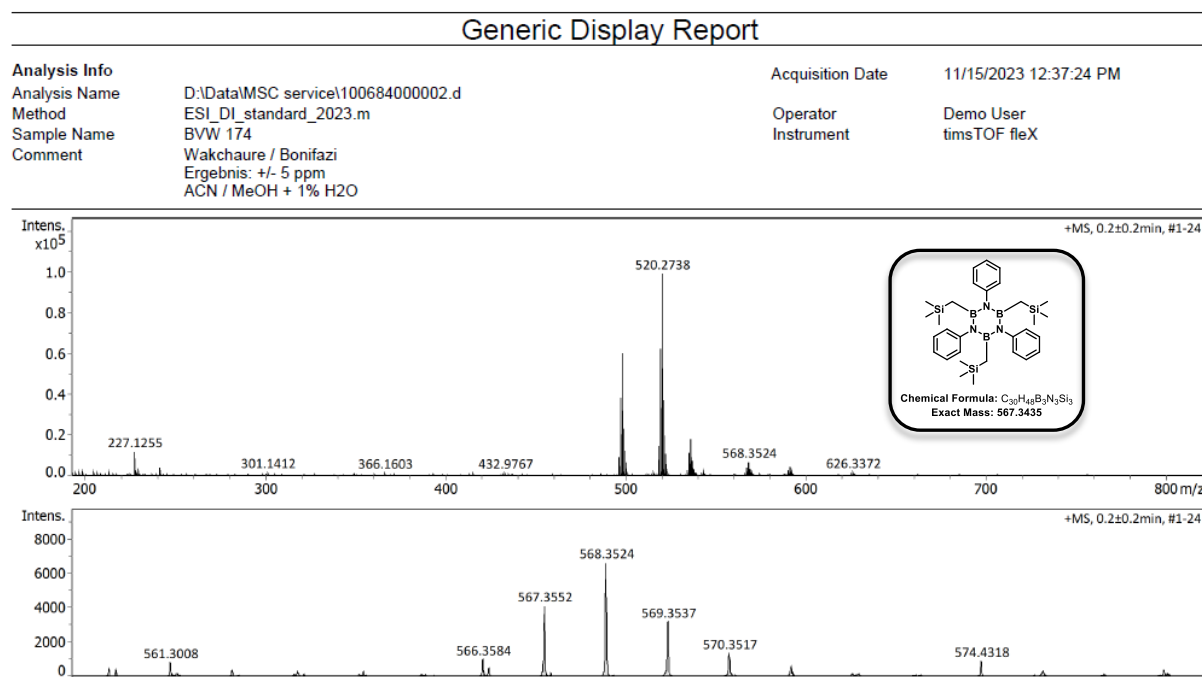 Generic Display Report
Analysis Info
Analysis Name D:\Data\MSC service\100684000002.d
Method ESI_DI_standard_2023.m
Sample Name BVW 174
Comment Wakchaure / Bonifazi
Ergebnis: +/- 5 ppm
ACN / MeOH + 1% H2O
Acquisition Date 11/15/2023 12:37:24 PM
Operator Demo User
Instrument timsTOF fleX
Intens.
x10⁵
+MS, 0.2±0.2min, #1-24
1.0
0.8
0.6
0.4
0.2
0.0
227.1255
301.1412
366.1603
432.9767
520.2738
568.3524
626.3372
N
Si B B Si
N N
B
Si
Chemical Formula: C₃₀H₄₈B₃N₃Si₃
Exact Mass: 567.3435
200 300 400 500 600 700 800 m/z
Intens.
+MS, 0.2±0.2min, #1-24
8000
6000
4000
2000
0
561.3008
566.3584
567.3552
568.3524
569.3537
570.3517
574.4318